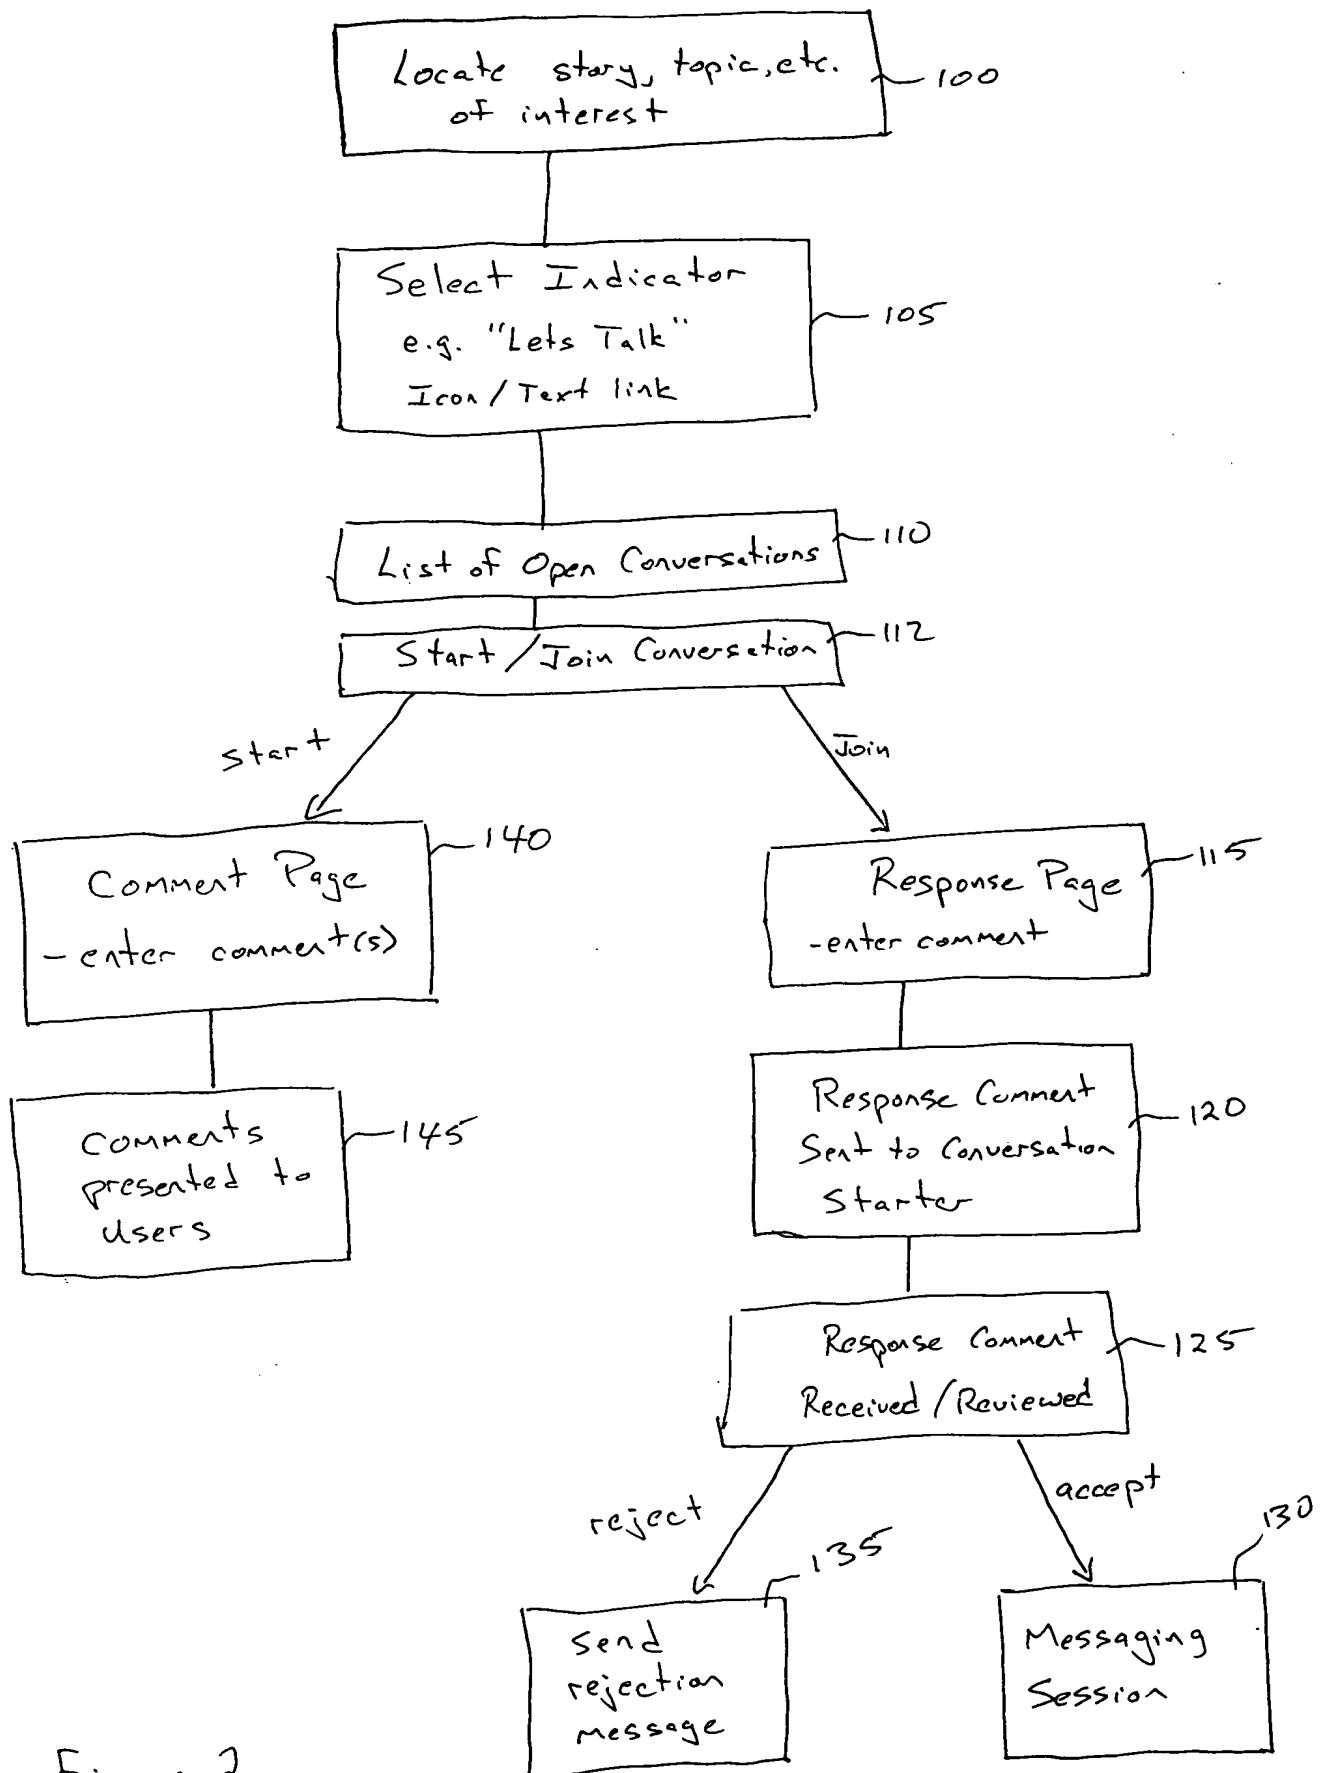 Locate story, topic, etc.
of interest
100
Select Indicator
e.g. "Lets Talk"
Icon / Text link
105
List of Open Conversations
110
Start / Join Conversation
112
start
Join
Comment Page
- enter comment(s)
140
Response Page
- enter comment
115
Comments
presented to
users
145
Response Comment
Sent to Conversation
Starter
120
Response Comment
Received / Reviewed
125
reject
accept
Send
rejection
message
135
Messaging
Session
130